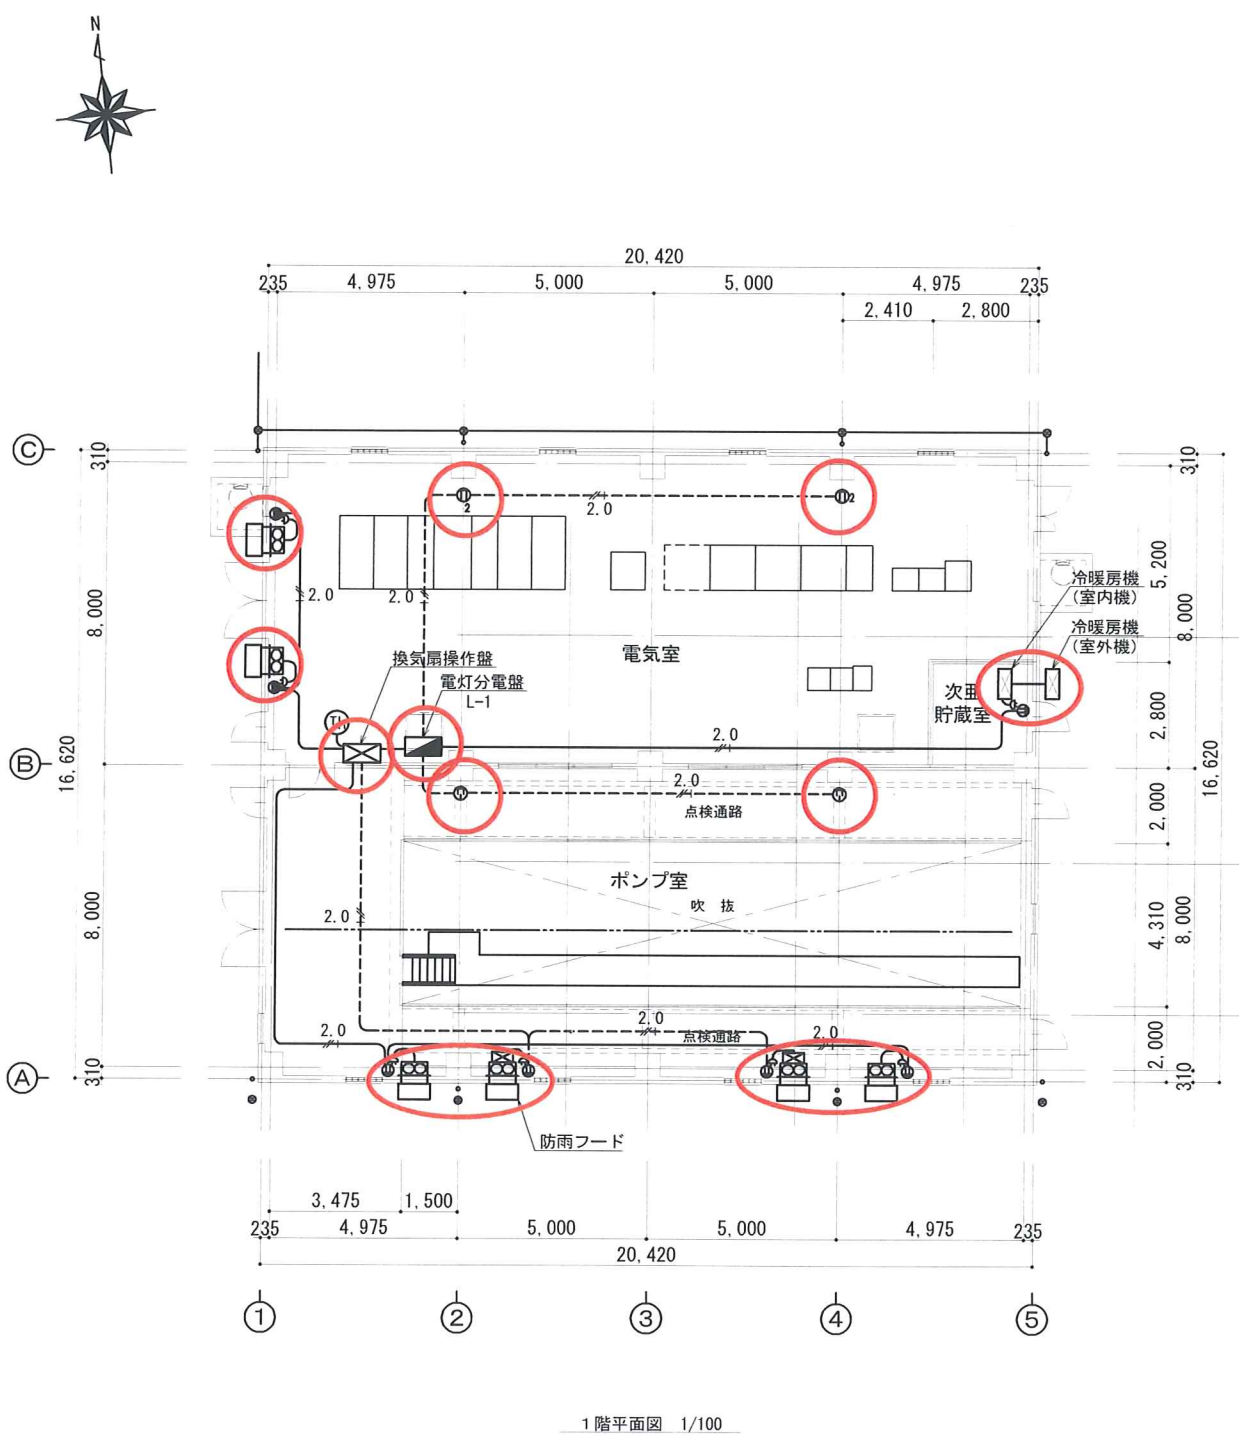 N
20,420
235 4,975 5,000 5,000 4,975 235
2,410 2,800
C
310
310
2
2.0
2
5,200
冷暖房機
(室内機)
2.0
2.0
8,000
8,000
冷暖房機
(室外機)
換気扇操作盤
電気室
電灯分電盤
L-1
次亜
貯蔵室
2,800
TH
2.0
B
16,620
16,620
2.0
点検通路
2,000
ポンプ室
吹 抜
2.0
8,000
4,310
8,000
2.0
2.0
点検通路
2.0
2,000
A
310
310
防雨フード
3,475 1,500
235 4,975 5,000 5,000 4,975 235
20,420
1 2 3 4 5
1階平面図 1/100